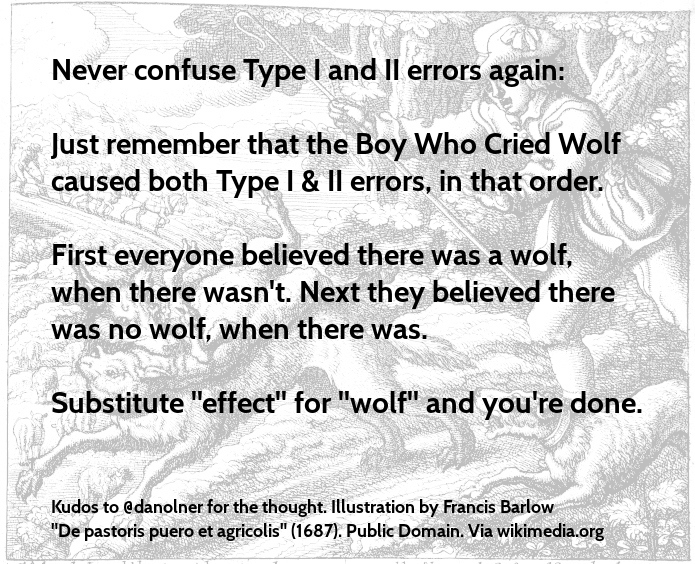 Never confuse Type I and II errors again:
Just remember that the Boy Who Cried Wolf
caused both Type I & II errors, in that order.
First everyone believed there was a wolf,
when there wasn't. Next they believed there
was no wolf, when there was.
Substitute "effect" for "wolf" and you're done.
Kudos to @danolner for the thought. Illustration by Francis Barlow
"De pastoris puero et agricolis" (1687). Public Domain. Via wikimedia.org